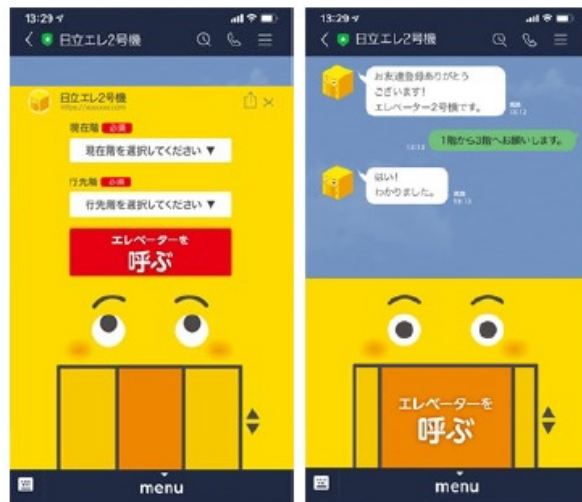 13:29
日立エレ2号機
日立エレ2号機
現在階 必須
現在階を選択してください ▼
行先階 必須
行先階を選択してください ▼
エレベーターを
呼ぶ
menu
13:29
日立エレ2号機
お友達登録ありがとう
ございます!
エレベーター2号機です。
1階から3階へお願いします。
はい!
わかりました。
エレベーターを
呼ぶ
menu